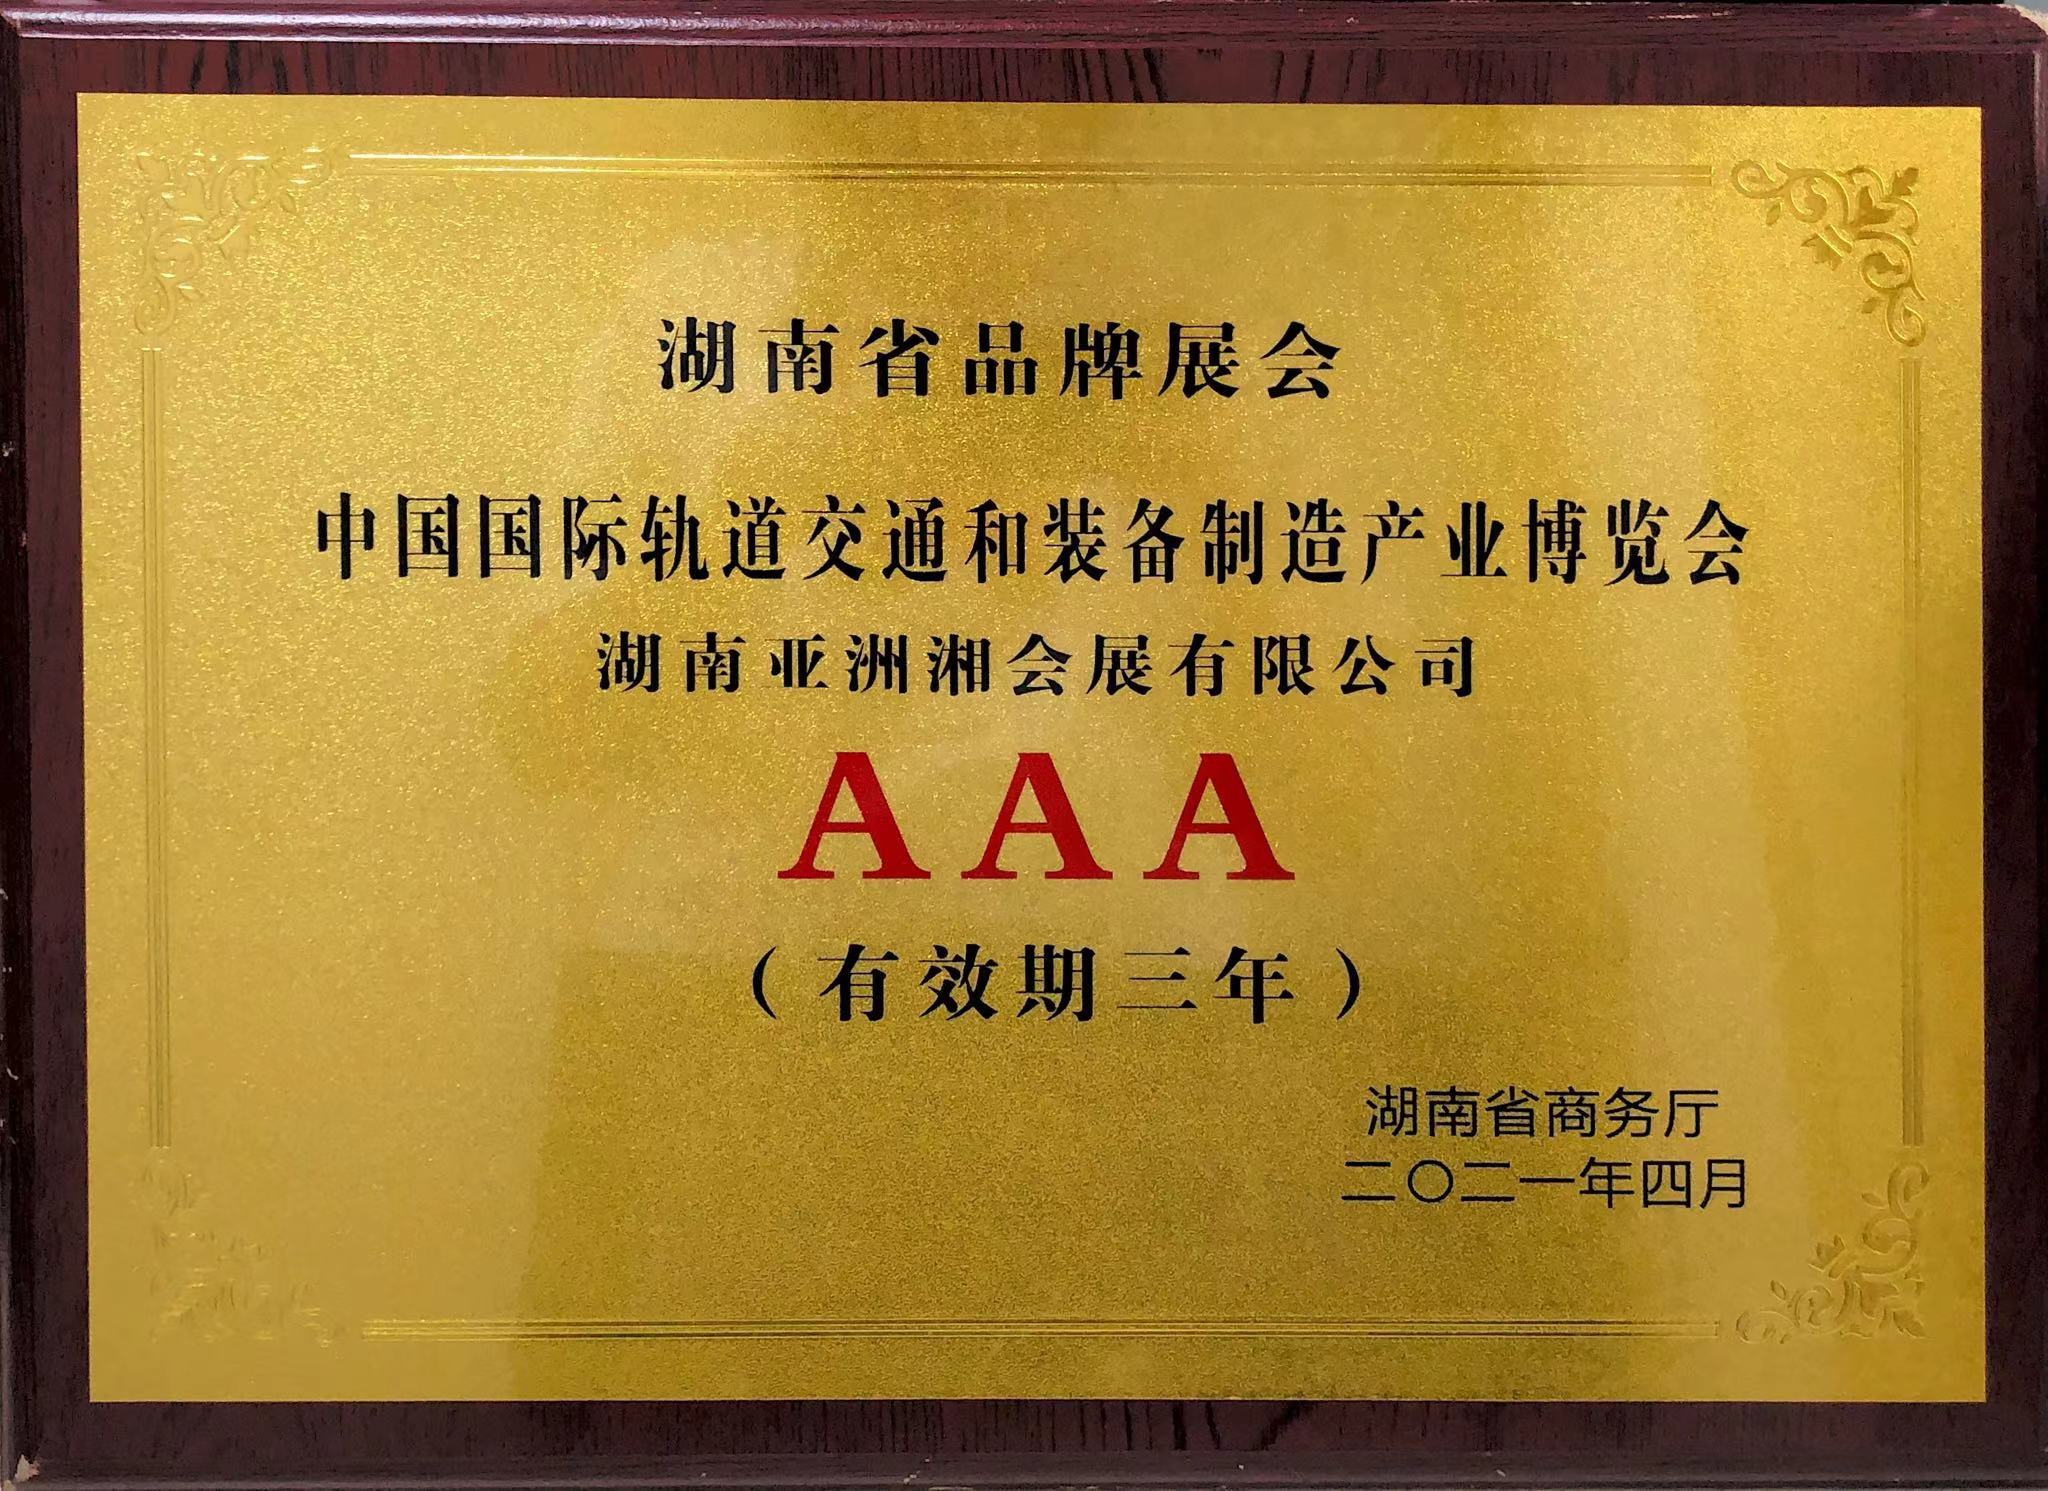 湖南省品牌展会
中国国际轨道交通和装备制造产业博览会
湖南亚洲湘会展有限公司
AAA
（有效期三年）
湖南省商务厅
二〇二一年四月